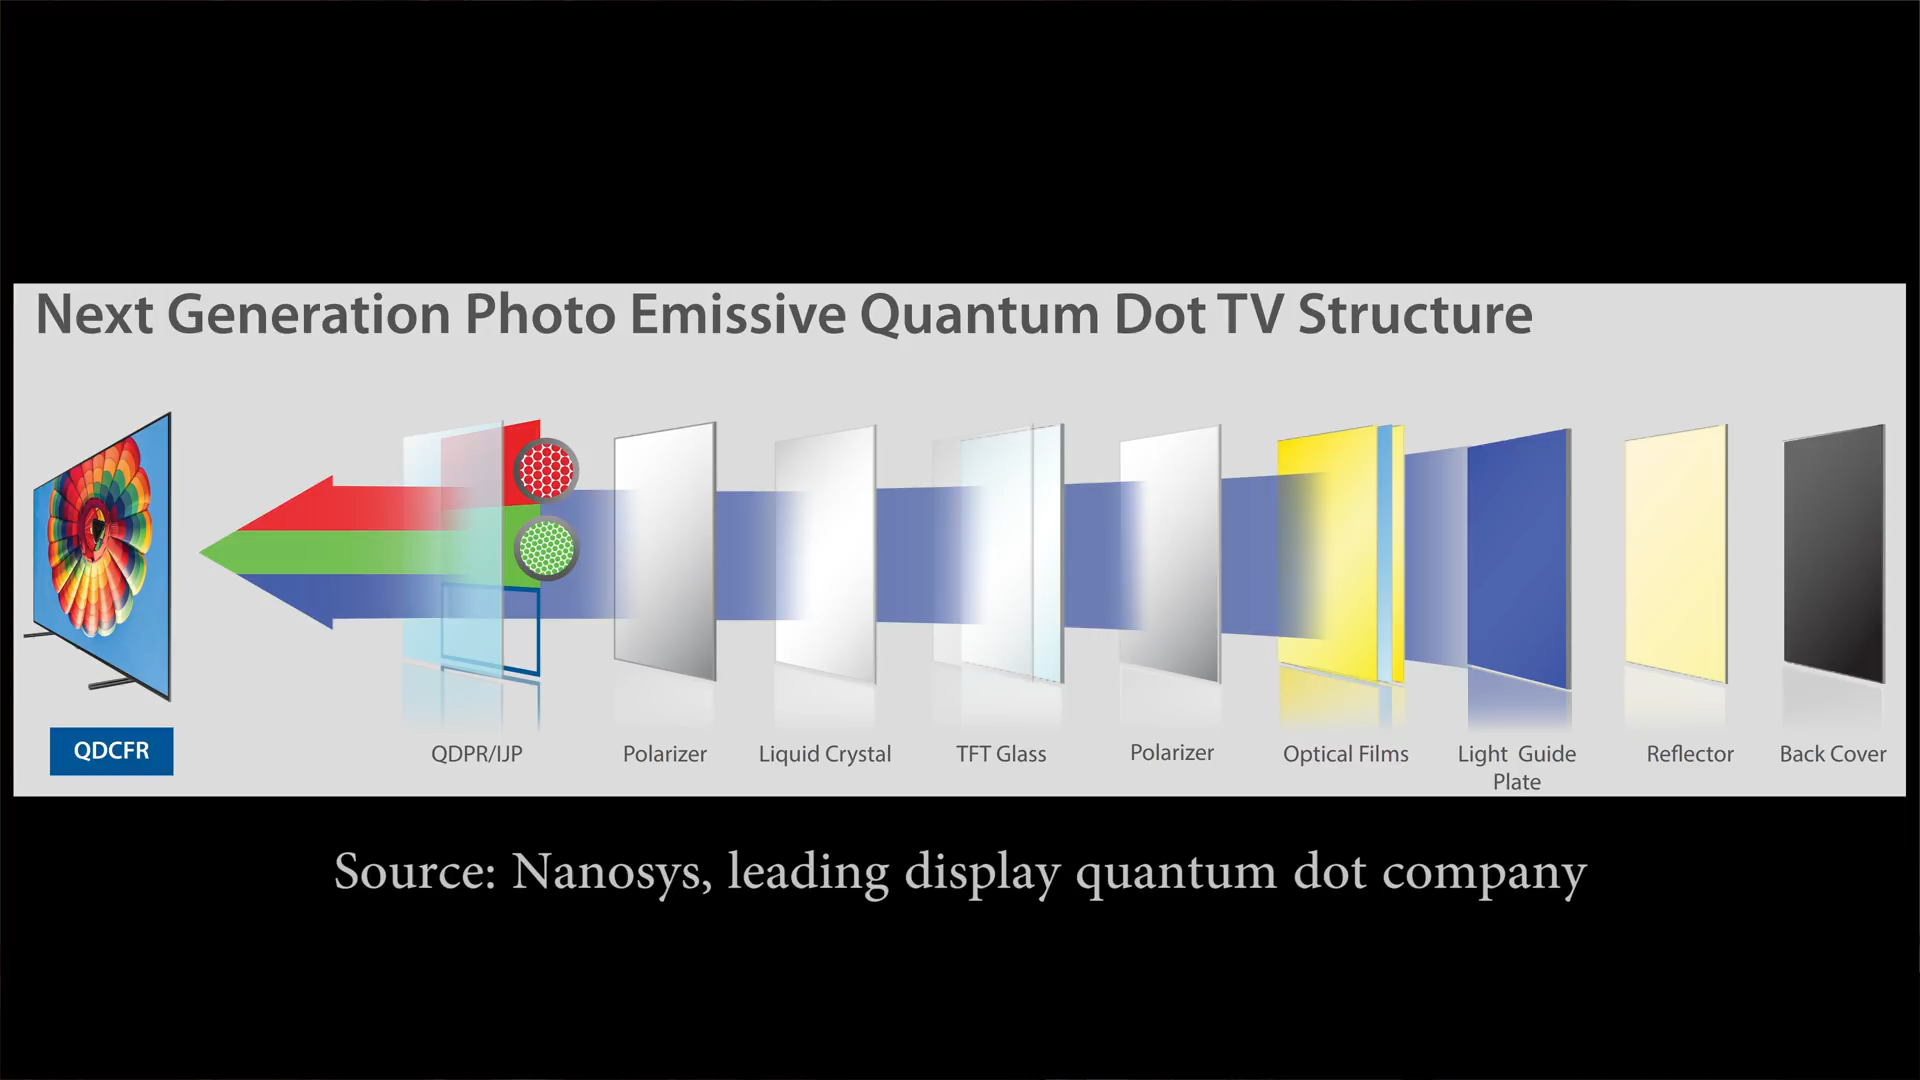 Next Generation Photo Emissive Quantum Dot TV Structure
QDCFR
QDPR/IJP
Polarizer
Liquid Crystal
TFT Glass
Polarizer
Optical Films
Light Guide
Plate
Reflector
Back Cover
Source: Nanosys, leading display quantum dot company